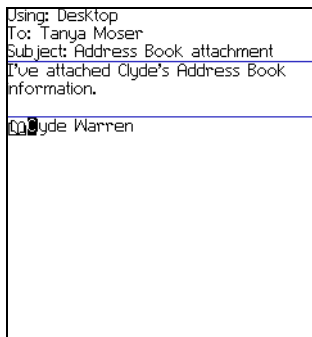 Using: Desktop
To: Tanya Moser
Subject: Address Book attachment
I've attached Clyde's Address Book
information.
Clyde Warren